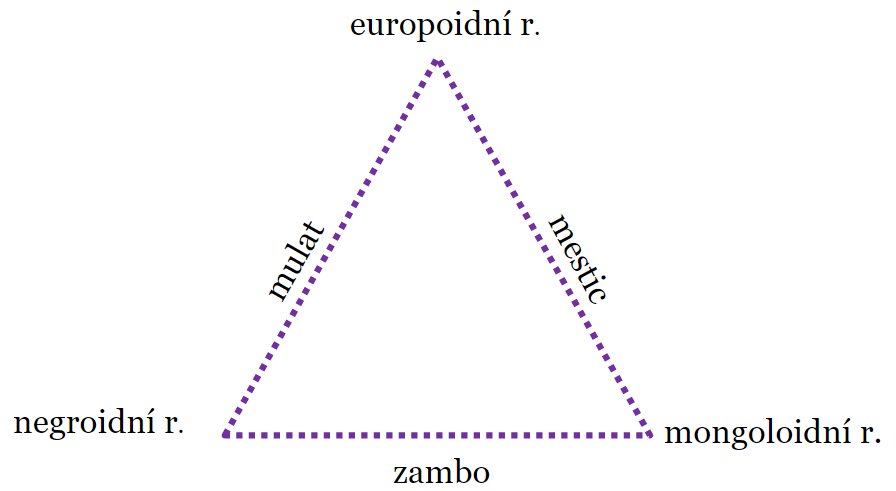 europoidní r.
mulat
mestic
negroidní r.
mongoloidní r.
zambo